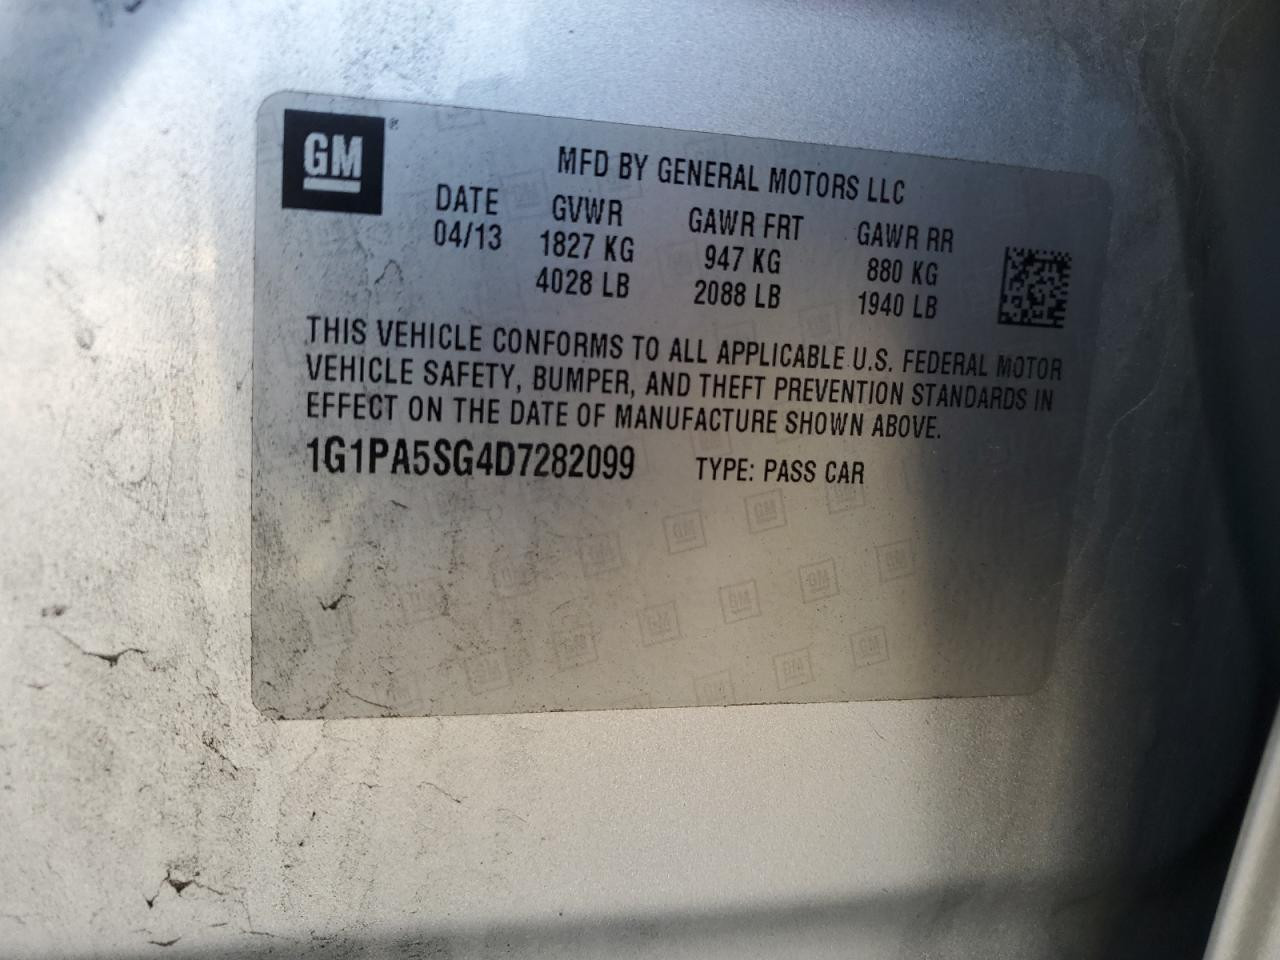 GM
MFD BY GENERAL MOTORS LLC
DATE GVWR GAWR FRT GAWR RR
04/13 1827 KG 947 KG 880 KG
4028 LB 2088 LB 1940 LB
THIS VEHICLE CONFORMS TO ALL APPLICABLE U.S. FEDERAL MOTOR
VEHICLE SAFETY, BUMPER, AND THEFT PREVENTION STANDARDS IN
EFFECT ON THE DATE OF MANUFACTURE SHOWN ABOVE.
1G1PA5SG4D7282099 TYPE: PASS CAR